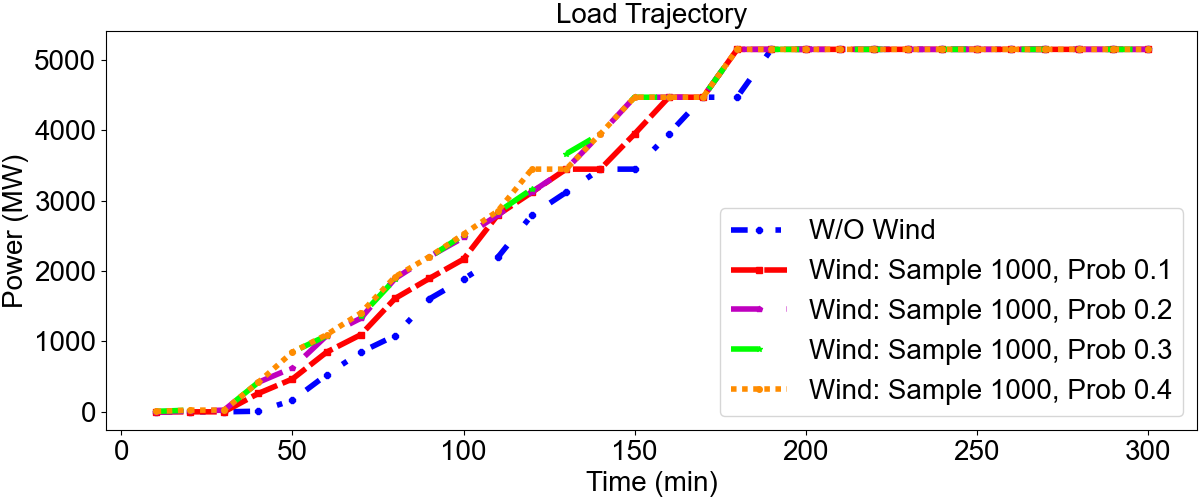 Load Trajectory
Power (MW)
5000
4000
3000
2000
1000
0
0 50 100 150 200 250 300
Time (min)
W/O Wind
Wind: Sample 1000, Prob 0.1
Wind: Sample 1000, Prob 0.2
Wind: Sample 1000, Prob 0.3
Wind: Sample 1000, Prob 0.4